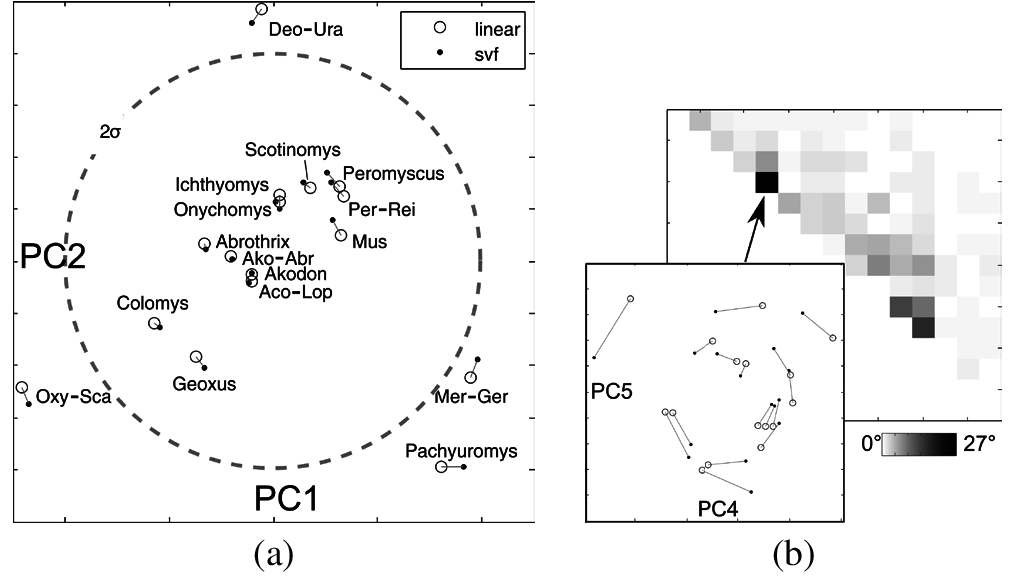 Deo-Ura
linear
svf
2σ
Scotinomys
Ichthyomys
Peromyscus
Onychomys
Per-Rei
Abrothrix
Mus
PC2
Ako-Abr
Akodon
Aco-Lop
Colomys
Geoxus
Oxy-Sca
Mer-Ger
Pachyuromys
PC1
(a)
PC5
PC4
0°
27°
(b)